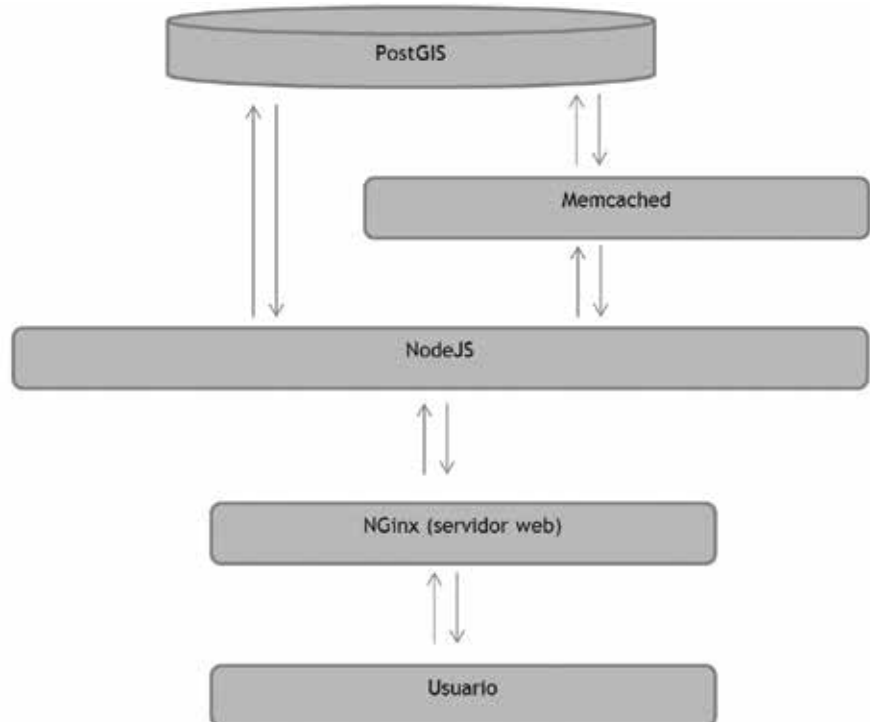 PostGIS
Memcached
NodeJS
NGinx (servidor web)
Usuario